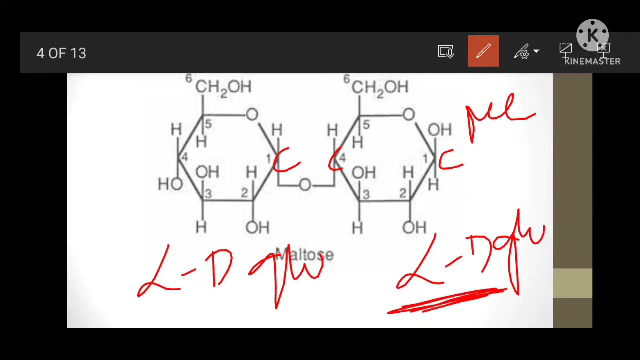 4 OF 13
KINEMASTER
6 CH2OH 6 CH2OH
5 O 5 O OH
H H H H H H
4 1 C C 4 1 C
HO OH H O OH H H
3 2 3 2
H OH H OH
Maltose